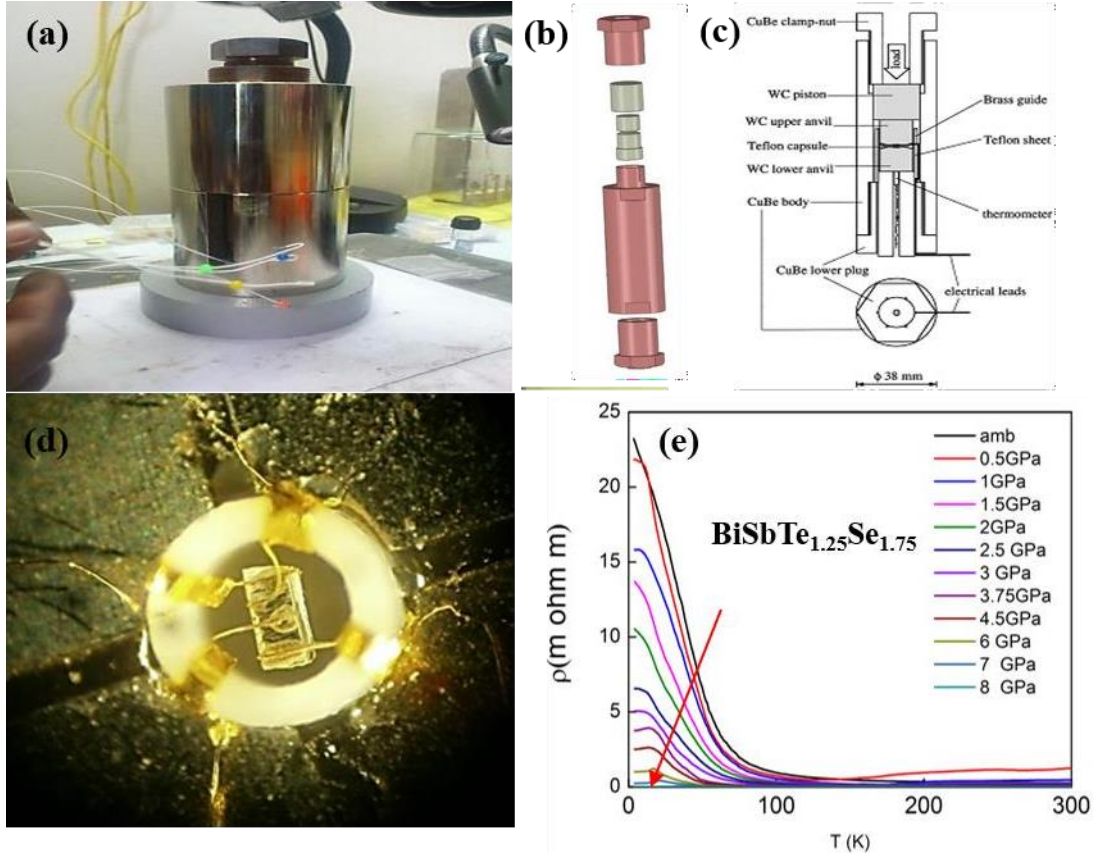 (a)
(b)
(c)
CuBe clamp-nut
load
WC piston
Brass guide
WC upper anvil
Teflon sheet
Teflon capsule
WC lower anvil
CuBe body
thermometer
CuBe lower plug
electrical leads
ϕ 38 mm
(d)
(e)
25
20
15
10
5
0
ρ(m ohm m)
amb
0.5GPa
1GPa
1.5GPa
2GPa
2.5 GPa
3 GPa
3.75GPa
4.5GPa
6 GPa
7 GPa
8 GPa
BiSbTe1.25Se1.75
0
100
200
300
T (K)